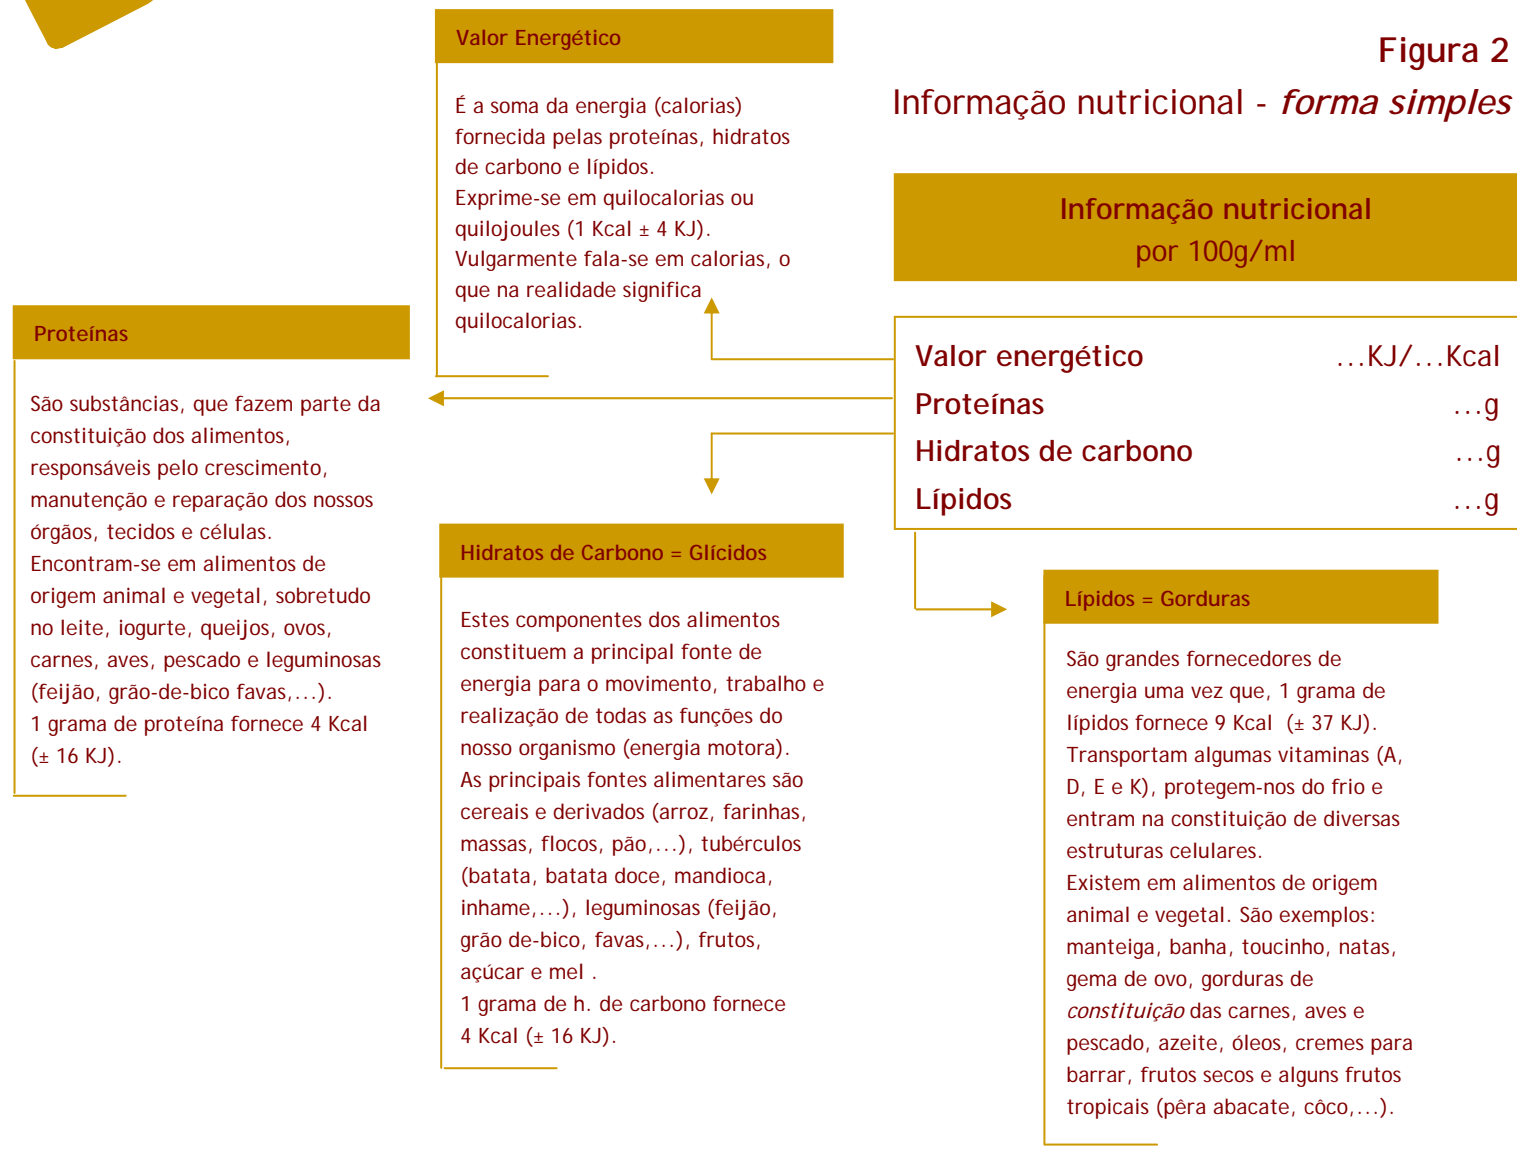 Figura 2
Informação nutricional - forma simples
Valor Energético
É a soma da energia (calorias)
fornecida pelas proteínas, hidratos
de carbono e lípidos.
Exprime-se em quilocalorias ou
quilojoules (1 Kcal ± 4 KJ).
Vulgarmente fala-se em calorias, o
que na realidade significa
quilocalorias.
Informação nutricional
por 100g/ml
Valor energético ...KJ/...Kcal
Proteínas ...g
Hidratos de carbono ...g
Lípidos ...g
Proteínas
São substâncias, que fazem parte da
constituição dos alimentos,
responsáveis pelo crescimento,
manutenção e reparação dos nossos
órgãos, tecidos e células.
Encontram-se em alimentos de
origem animal e vegetal, sobretudo
no leite, iogurte, queijos, ovos,
carnes, aves, pescado e leguminosas
(feijão, grão-de-bico favas,...).
1 grama de proteína fornece 4 Kcal
(± 16 KJ).
Hidratos de Carbono = Glícidos
Estes componentes dos alimentos
constituem a principal fonte de
energia para o movimento, trabalho e
realização de todas as funções do
nosso organismo (energia motora).
As principais fontes alimentares são
cereais e derivados (arroz, farinhas,
massas, flocos, pão,...), tubérculos
(batata, batata doce, mandioca,
inhame,...), leguminosas (feijão,
grão de-bico, favas,...), frutos,
açúcar e mel .
1 grama de h. de carbono fornece
4 Kcal (± 16 KJ).
Lípidos = Gorduras
São grandes fornecedores de
energia uma vez que, 1 grama de
lípidos fornece 9 Kcal (± 37 KJ).
Transportam algumas vitaminas (A,
D, E e K), protegem-nos do frio e
entram na constituição de diversas
estruturas celulares.
Existem em alimentos de origem
animal e vegetal. São exemplos:
manteiga, banha, toucinho, natas,
gema de ovo, gorduras de
constituição das carnes, aves e
pescado, azeite, óleos, cremes para
barrar, frutos secos e alguns frutos
tropicais (pêra abacate, côco,...).